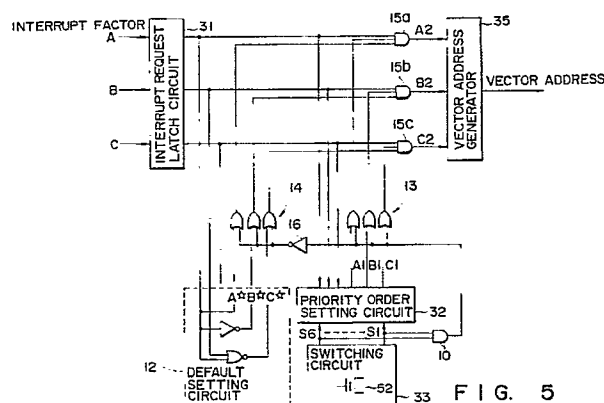 INTERRUPT FACTOR
A
B
C
31
INTERRUPT REQUEST
LATCH CIRCUIT
15a
A2
15b
B2
15C
C2
35
VECTOR ADDRESS
GENERATOR
VECTOR ADDRESS
14
16
13
A1 B1 C1
A☆ B☆ C☆
PRIORITY ORDER
SETTING CIRCUIT
32
S6 ----- S1
10
12
DEFAULT
SETTING
CIRCUIT
SWITCHING
CIRCUIT
52
33
FIG. 5